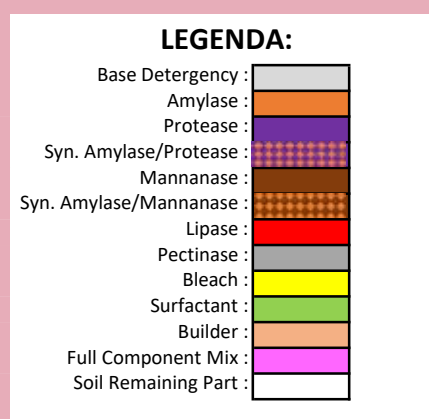 LEGENDA:
Base Detergency :
Amylase :
Protease :
Syn. Amylase/Protease :
Mannanase :
Syn. Amylase/Mannanase :
Lipase :
Pectinase :
Bleach :
Surfactant :
Builder :
Full Component Mix :
Soil Remaining Part :